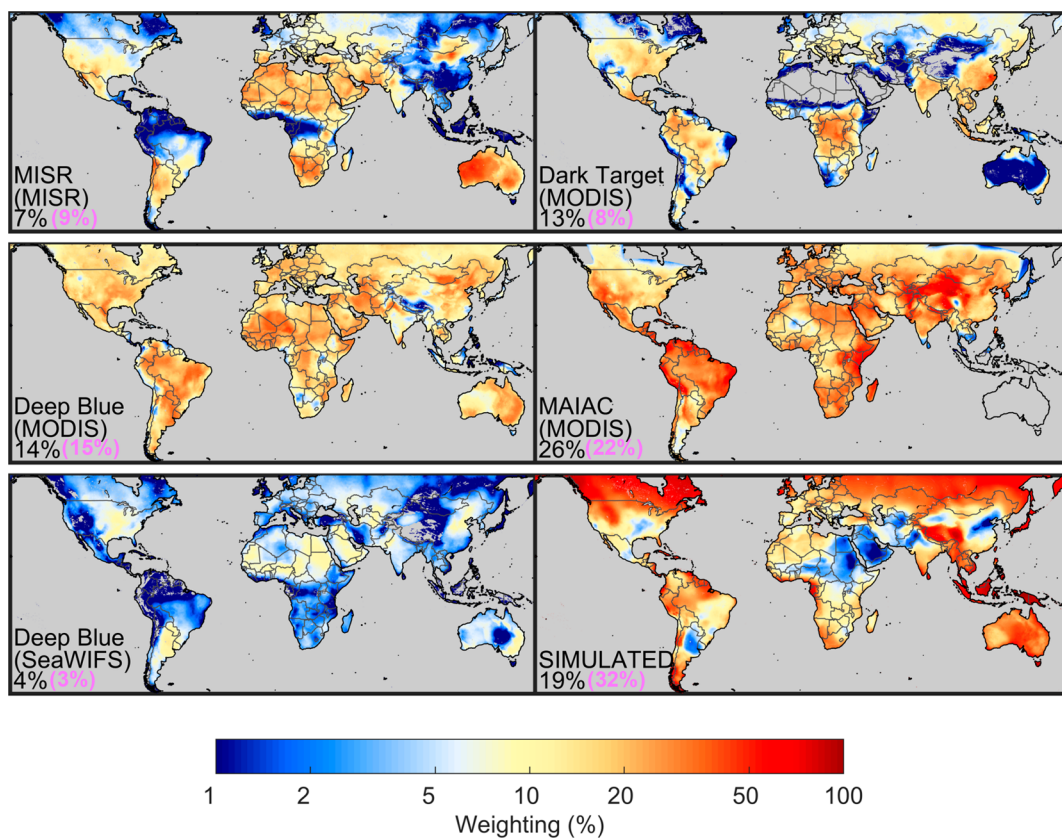 MISR
(MISR)
7%(9%)
Dark Target
(MODIS)
13%(8%)
Deep Blue
(MODIS)
14%(15%)
MAIAC
(MODIS)
26%(22%)
Deep Blue
(SeaWIFS)
4%(3%)
SIMULATED
19%(32%)
1 2 5 10 20 50 100
Weighting (%)